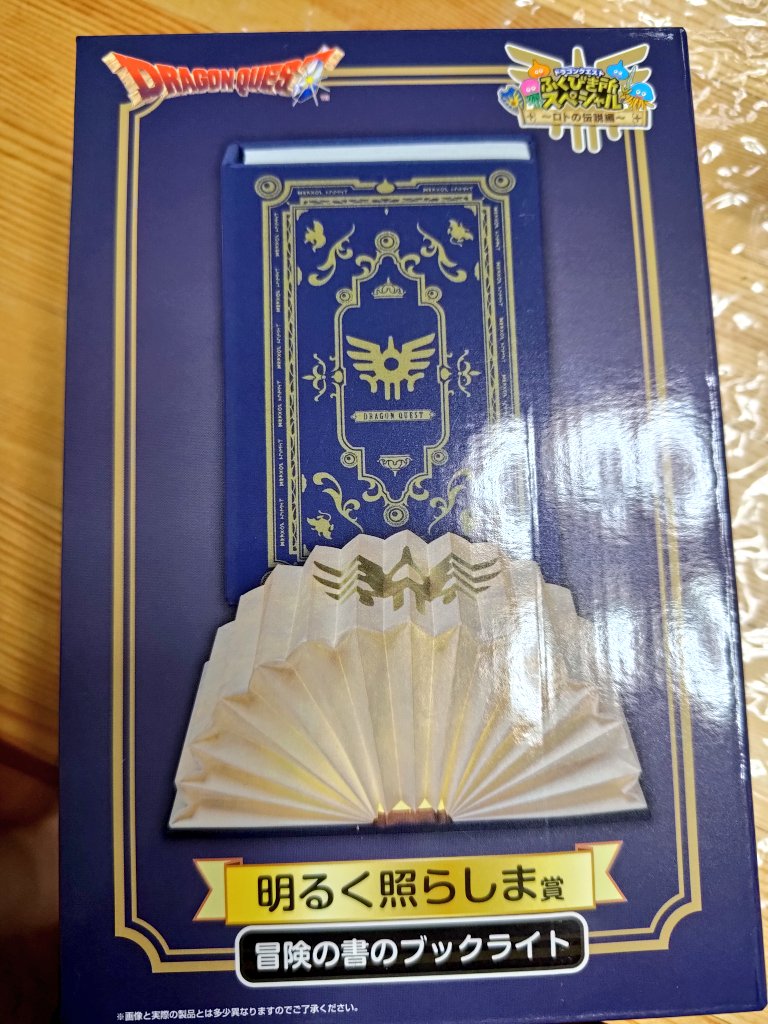 DRAGON QUEST
TM
ドラゴンクエスト
ふくびき所
スペシャル
～ロトの伝説編～
DRAGON QUEST
明るく照らしま賞
冒険の書のブックライト
※画像と実際の製品とは多少異なりますのでご了承ください。